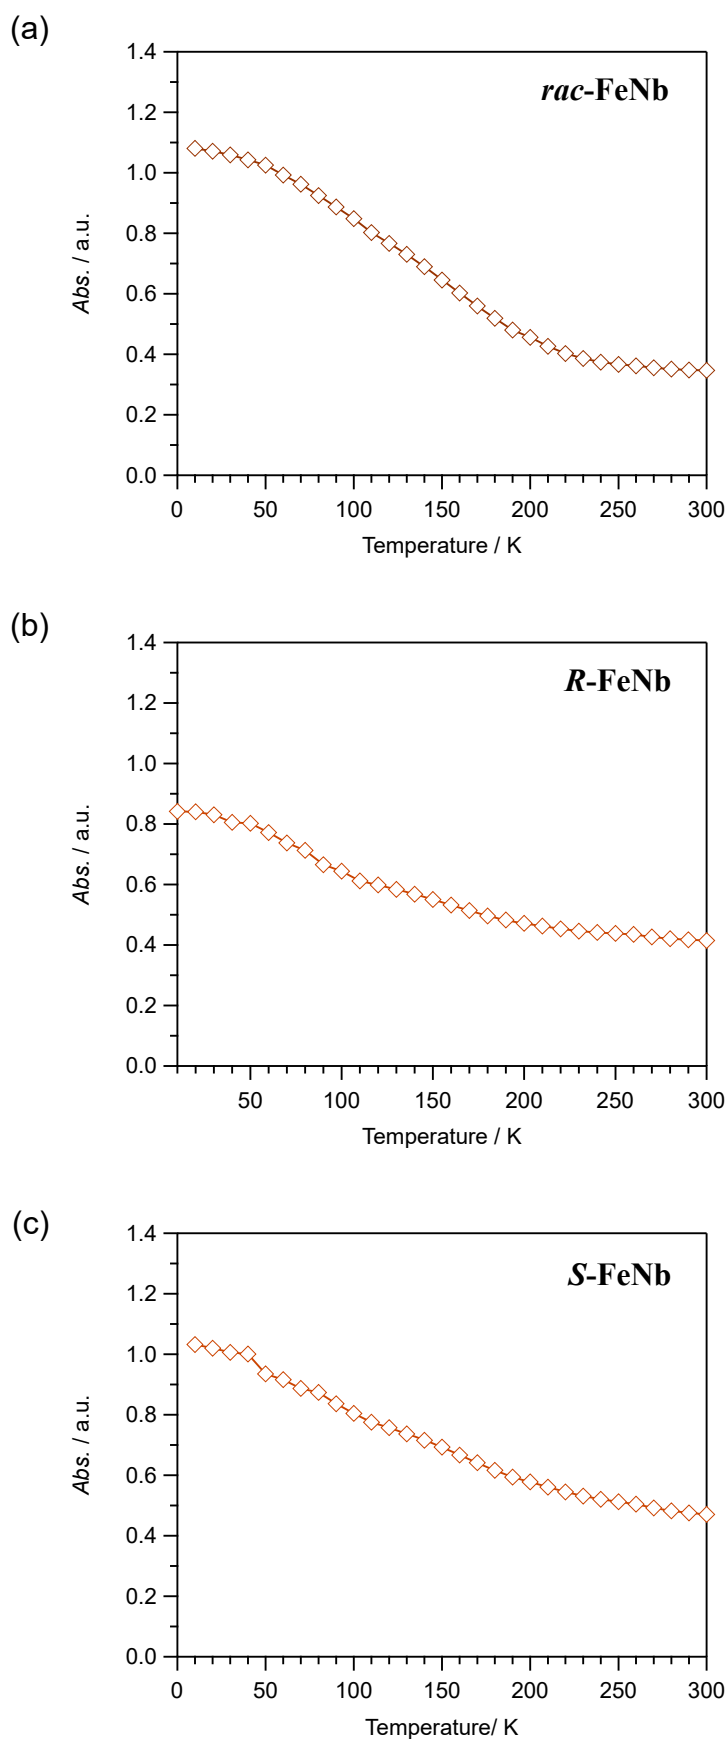 (a)
rac-FeNb
1.4
1.2
1.0
0.8
0.6
0.4
0.2
0.0
Abs. / a.u.
0 50 100 150 200 250 300
Temperature / K
(b)
R-FeNb
1.4
1.2
1.0
0.8
0.6
0.4
0.2
0.0
Abs. / a.u.
50 100 150 200 250 300
Temperature / K
(c)
S-FeNb
1.4
1.2
1.0
0.8
0.6
0.4
0.2
0.0
Abs. / a.u.
0 50 100 150 200 250 300
Temperature/ K